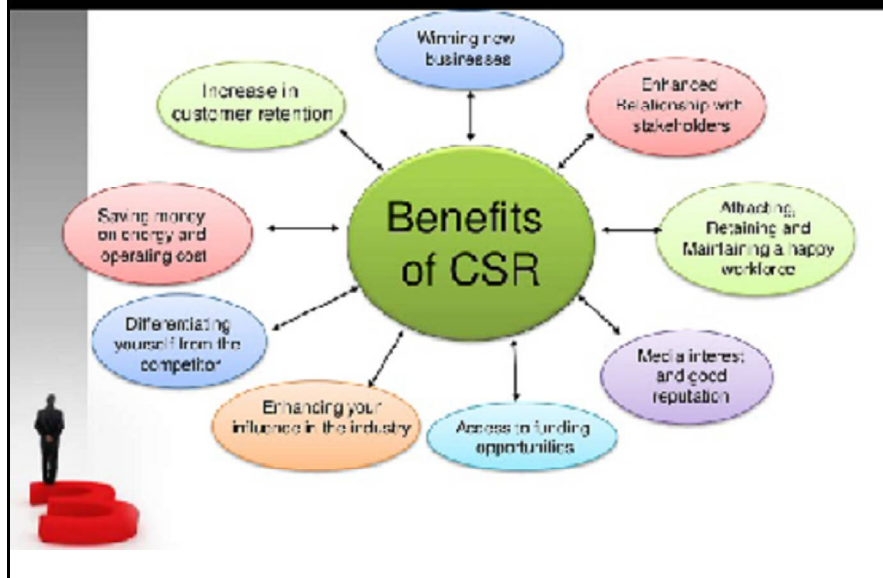 Winning new
businesses
Enhanced
Relationship with
stakeholders
Attracting,
Retaining and
Maintaining a happy
workforce
Media interest
and good
reputation
Access to funding
opportunities
Enhancing your
influence in the industry
Differentiating
yourself from the
competitor
Saving money
on energy and
operating cost
Increase in
customer retention
Benefits
of CSR